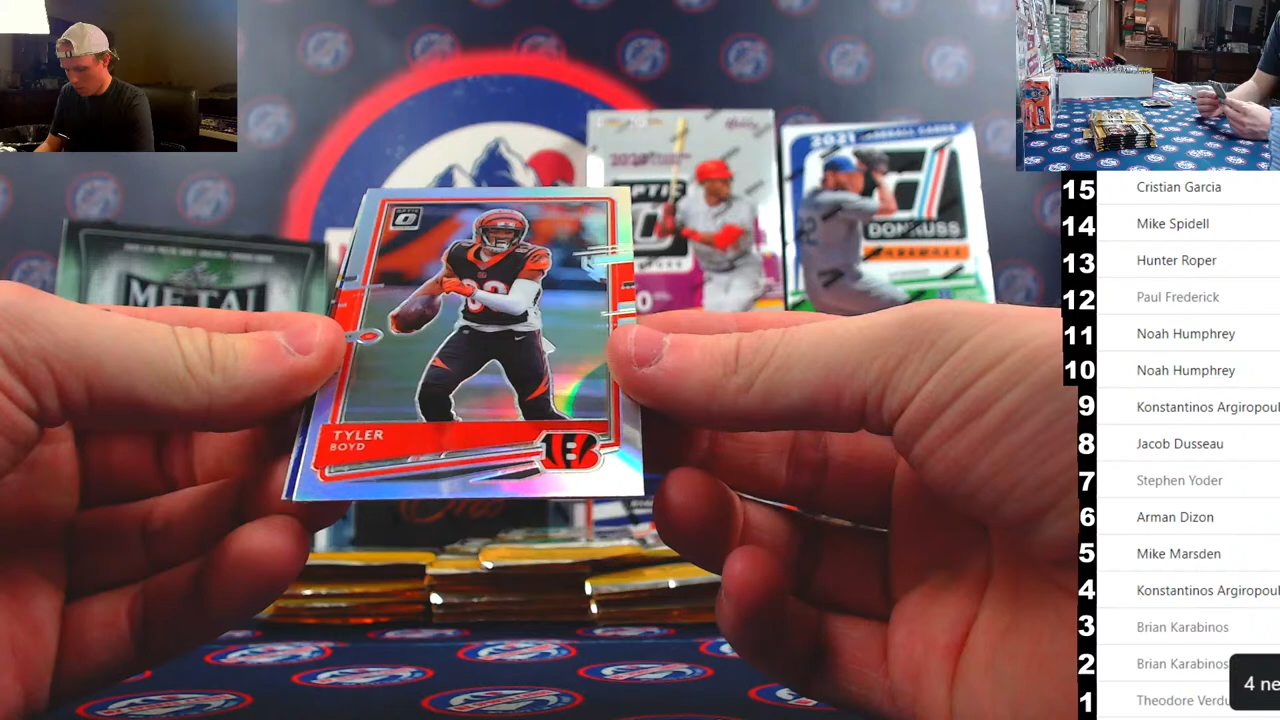 OPTIC
TYLER
BOYD
METAL
OPTIC
2021
DONRUSS
15 Cristian Garcia
14 Mike Spidell
13 Hunter Roper
12 Paul Frederick
11 Noah Humphrey
10 Noah Humphrey
9 Konstantinos Argiropoul
8 Jacob Dusseau
7 Stephen Yoder
6 Arman Dizon
5 Mike Marsden
4 Konstantinos Argiropoul
3 Brian Karabinos
2 Brian Karabinos
1 Theodore Verdu
4 ne